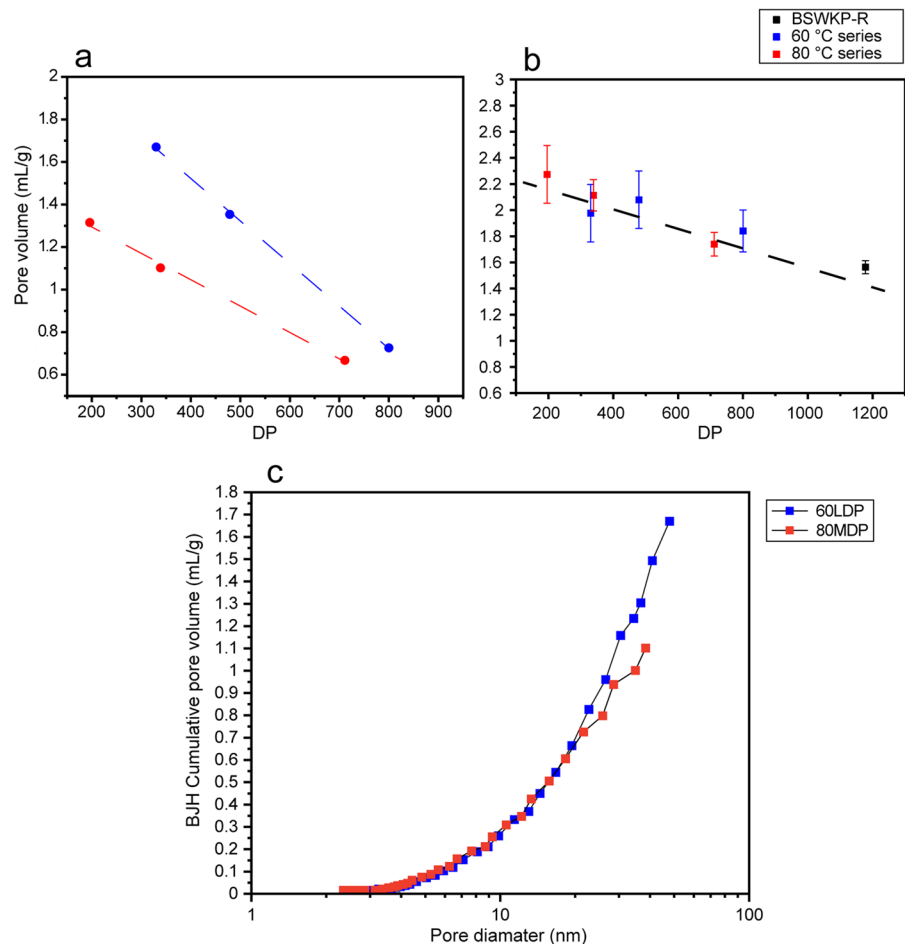 BSWKP-R
60 °C series
80 °C series
a
b
2
1.8
1.6
1.4
1.2
1
0.8
0.6
Pore volume (mL/g)
200 300 400 500 600 700 800 900
DP
3
2.8
2.6
2.4
2.2
2
1.8
1.6
1.4
1.2
1
0.8
0.6
200 400 600 800 1000 1200
DP
c
60LDP
80MDP
1.8
1.7
1.6
1.5
1.4
1.3
1.2
1.1
1
0.9
0.8
0.7
0.6
0.5
0.4
0.3
0.2
0.1
0
BJH Cumulative pore volume (mL/g)
1 10 100
Pore diamater (nm)